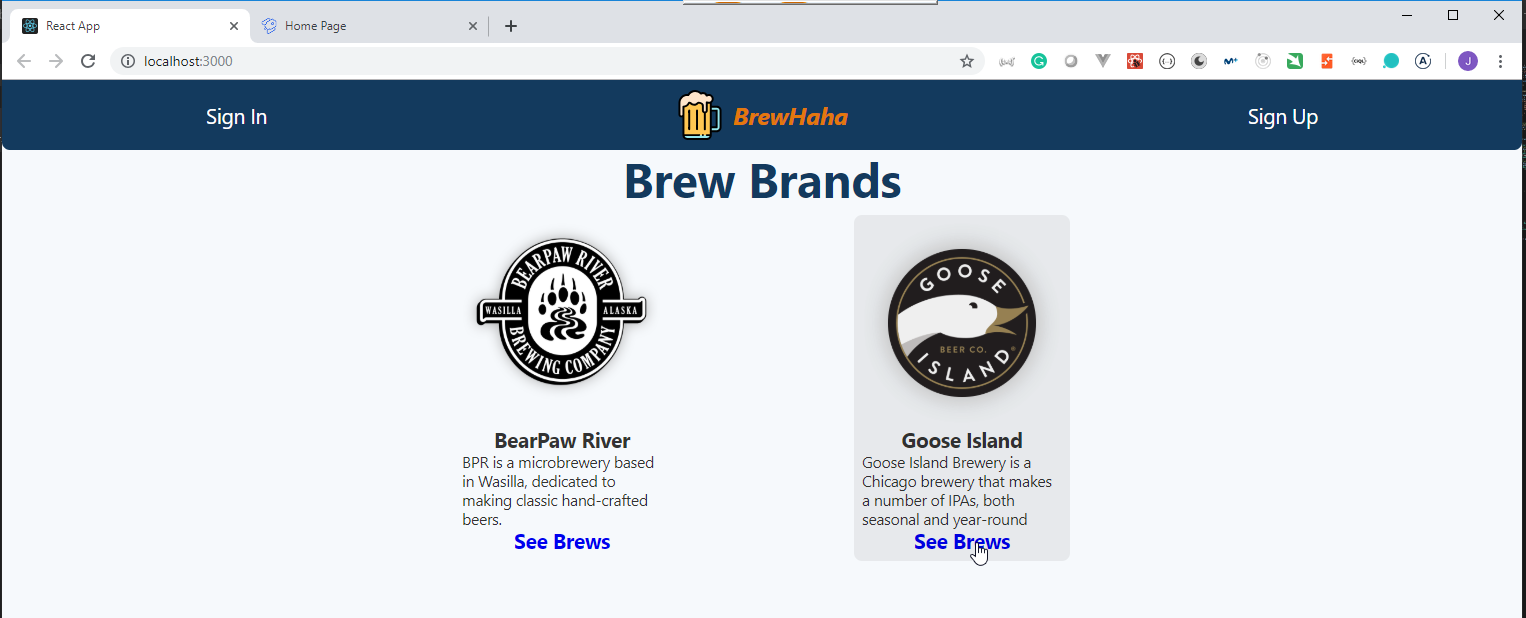 React App
Home Page
localhost:3000
J
Sign In
BrewHaha
Sign Up
Brew Brands
BEARPAW RIVER
WASILLA
ALASKA
BREWING COMPANY
GOOSE
BEER CO.
ISLAND
BearPaw River
BPR is a microbrewery based
in Wasilla, dedicated to
making classic hand-crafted
beers.
See Brews
Goose Island
Goose Island Brewery is a
Chicago brewery that makes
a number of IPAs, both
seasonal and year-round
See Brews